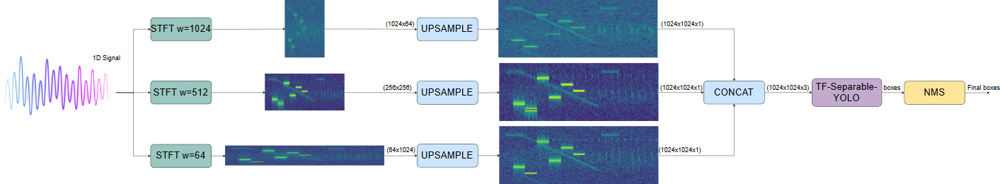 1D Signal
STFT w=1024
(1024x64)
UPSAMPLE
(1024x1024x1)
STFT w=512
(256x256)
UPSAMPLE
(1024x1024x1)
CONCAT
(1024x1024x3)
TF-Separable-
YOLO
boxes
NMS
Final boxes
STFT w=64
(64x1024)
UPSAMPLE
(1024x1024x1)